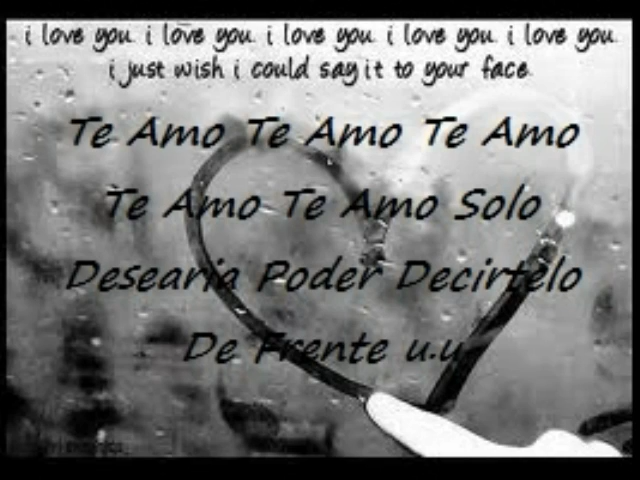 i love you. i love you. i love you. i love you. i love you.
i just wish i could say it to your face.
Te Amo Te Amo Te Amo
Te Amo Te Amo Solo
Desearia Poder Decirtelo
De Frente u.u